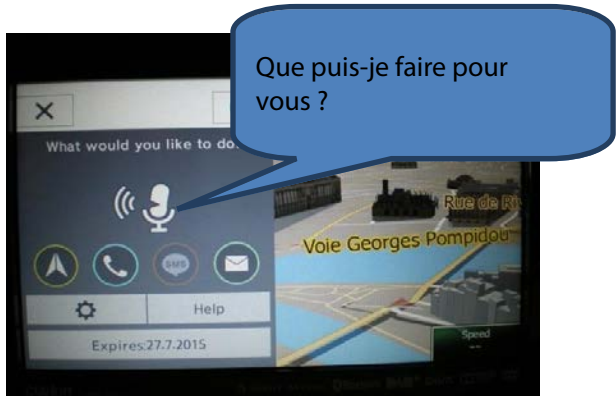 Que puis-je faire pour
vous ?
What would you like to do
Rue de Ri
Voie Georges Pompidou
SMS
Help
Speed
Expires:27.7.2015